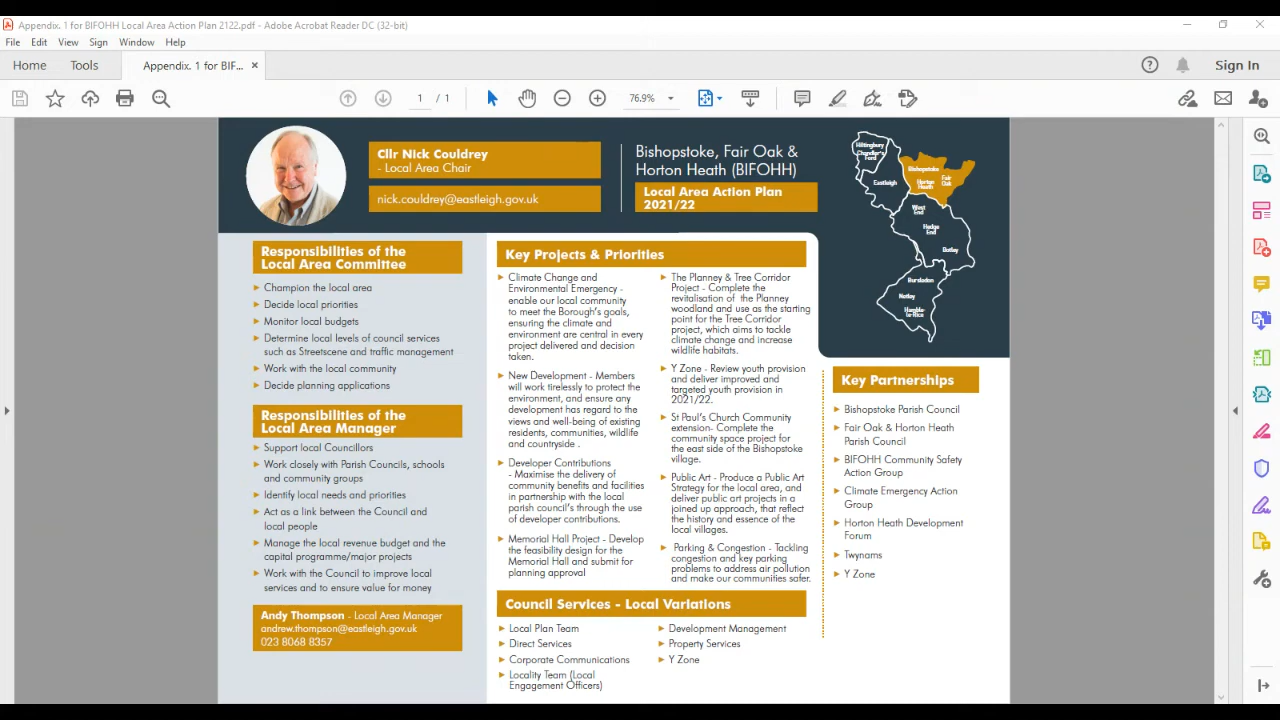 Appendix. 1 for BIFOHH Local Area Action Plan 2122.pdf - Adobe Acrobat Reader DC (32-bit)
File Edit View Sign Window Help
Home Tools Appendix. 1 for BIF... × Sign In
1 / 1 76.9%
Cllr Nick Couldrey
- Local Area Chair
nick.couldrey@eastleigh.gov.uk
Bishopstoke, Fair Oak &
Horton Heath (BIFOHH)
Local Area Action Plan
2021/22
Hiltingbury
Chandler's
Ford
Eastleigh
Bishopstoke
Horton
Heath
Fair
Oak
West
End
Hedge
End
Botley
Bursledon
Netley
Hamble-
le-Rice
Responsibilities of the
Local Area Committee
Champion the local area
Decide local priorities
Monitor local budgets
Determine local levels of council services
such as Streetscene and traffic management
Work with the local community
Decide planning applications
Responsibilities of the
Local Area Manager
Support local Councillors
Work closely with Parish Councils, schools
and community groups
Identify local needs and priorities
Act as a link between the Council and
local people
Manage the local revenue budget and the
capital programme/major projects
Work with the Council to improve local
services and to ensure value for money
Andy Thompson - Local Area Manager
andrew.thompson@eastleigh.gov.uk
023 8068 8357
Key Projects & Priorities
Climate Change and
Environmental Emergency -
enable our local community
to meet the Borough's goals,
ensuring the climate and
environment are central in every
project delivered and decision
taken.
New Development - Members
will work tirelessly to protect the
environment, and ensure any
development has regard to the
views and well-being of existing
residents, communities, wildlife
and countryside .
Developer Contributions
- Maximise the delivery of
community benefits and facilities
in partnership with the local
parish council's through the use
of developer contributions.
Memorial Hall Project - Develop
the feasibility design for the
Memorial Hall and submit for
planning approval
The Planney & Tree Corridor
Project - Complete the
revitalisation of the Planney
woodland and use as the starting
point for the Tree Corridor
project, which aims to tackle
climate change and increase
wildlife habitats.
Y Zone - Review youth provision
and deliver improved and
targeted youth provision in
2021/22.
St Paul's Church Community
extension- Complete the
community space project for
the east side of the Bishopstoke
village.
Public Art - Produce a Public Art
Strategy for the local area, and
deliver public art projects in a
joined up approach, that reflect
the history and essence of the
local villages.
Parking & Congestion - Tackling
congestion and key parking
problems to address air pollution
and make our communities safer.
Council Services - Local Variations
Local Plan Team
Direct Services
Corporate Communications
Locality Team (Local
Engagement Officers)
Development Management
Property Services
Y Zone
Key Partnerships
Bishopstoke Parish Council
Fair Oak & Horton Heath
Parish Council
BIFOHH Community Safety
Action Group
Climate Emergency Action
Group
Horton Heath Development
Forum
Twynams
Y Zone